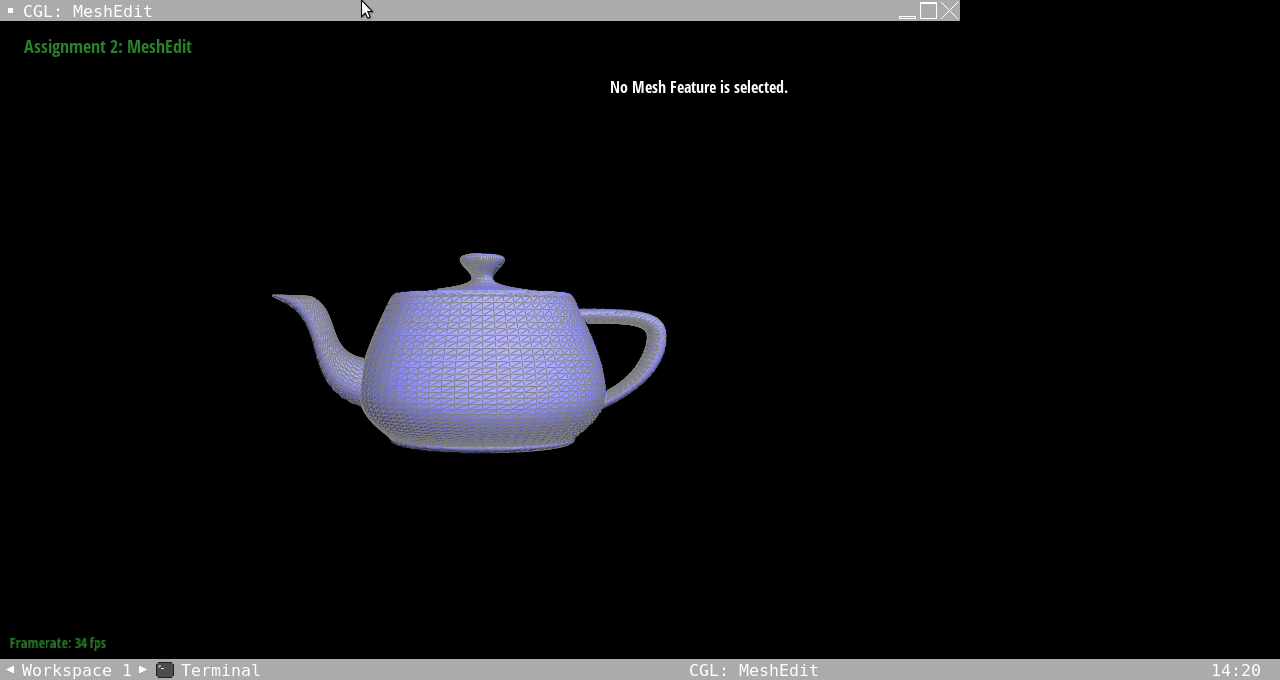 CGL: MeshEdit
Assignment 2: MeshEdit
No Mesh Feature is selected.
Framerate: 34 fps
Workspace 1 Terminal CGL: MeshEdit 14:20